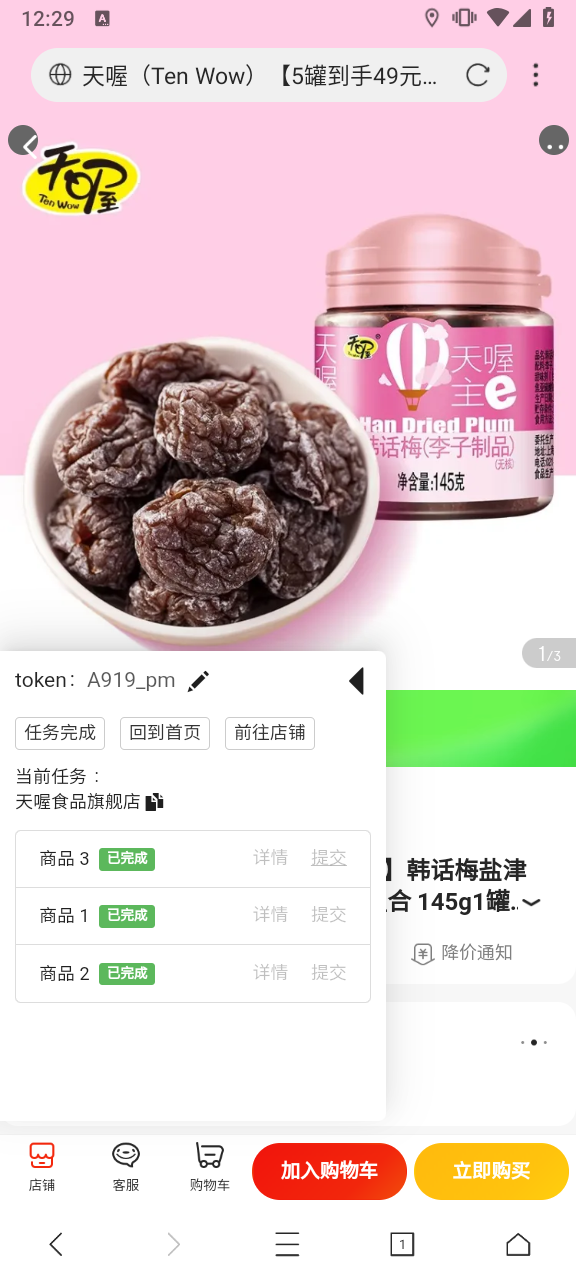 12:29
A
天喔（Ten Wow）【5罐到手49元...
天喔
Ten Wow
天喔
天喔
天喔
主e
Han Dried Plum
韩话梅(李子制品)
(无核)
净含量:145克
1/3
token: A919_pm
任务完成 回到首页 前往店铺
当前任务：
天喔食品旗舰店
商品 3 已完成 详情 提交
商品 1 已完成 详情 提交
商品 2 已完成 详情 提交
】韩话梅盐津
合 145g1罐..
降价通知
店铺 客服 购物车 加入购物车 立即购买
1